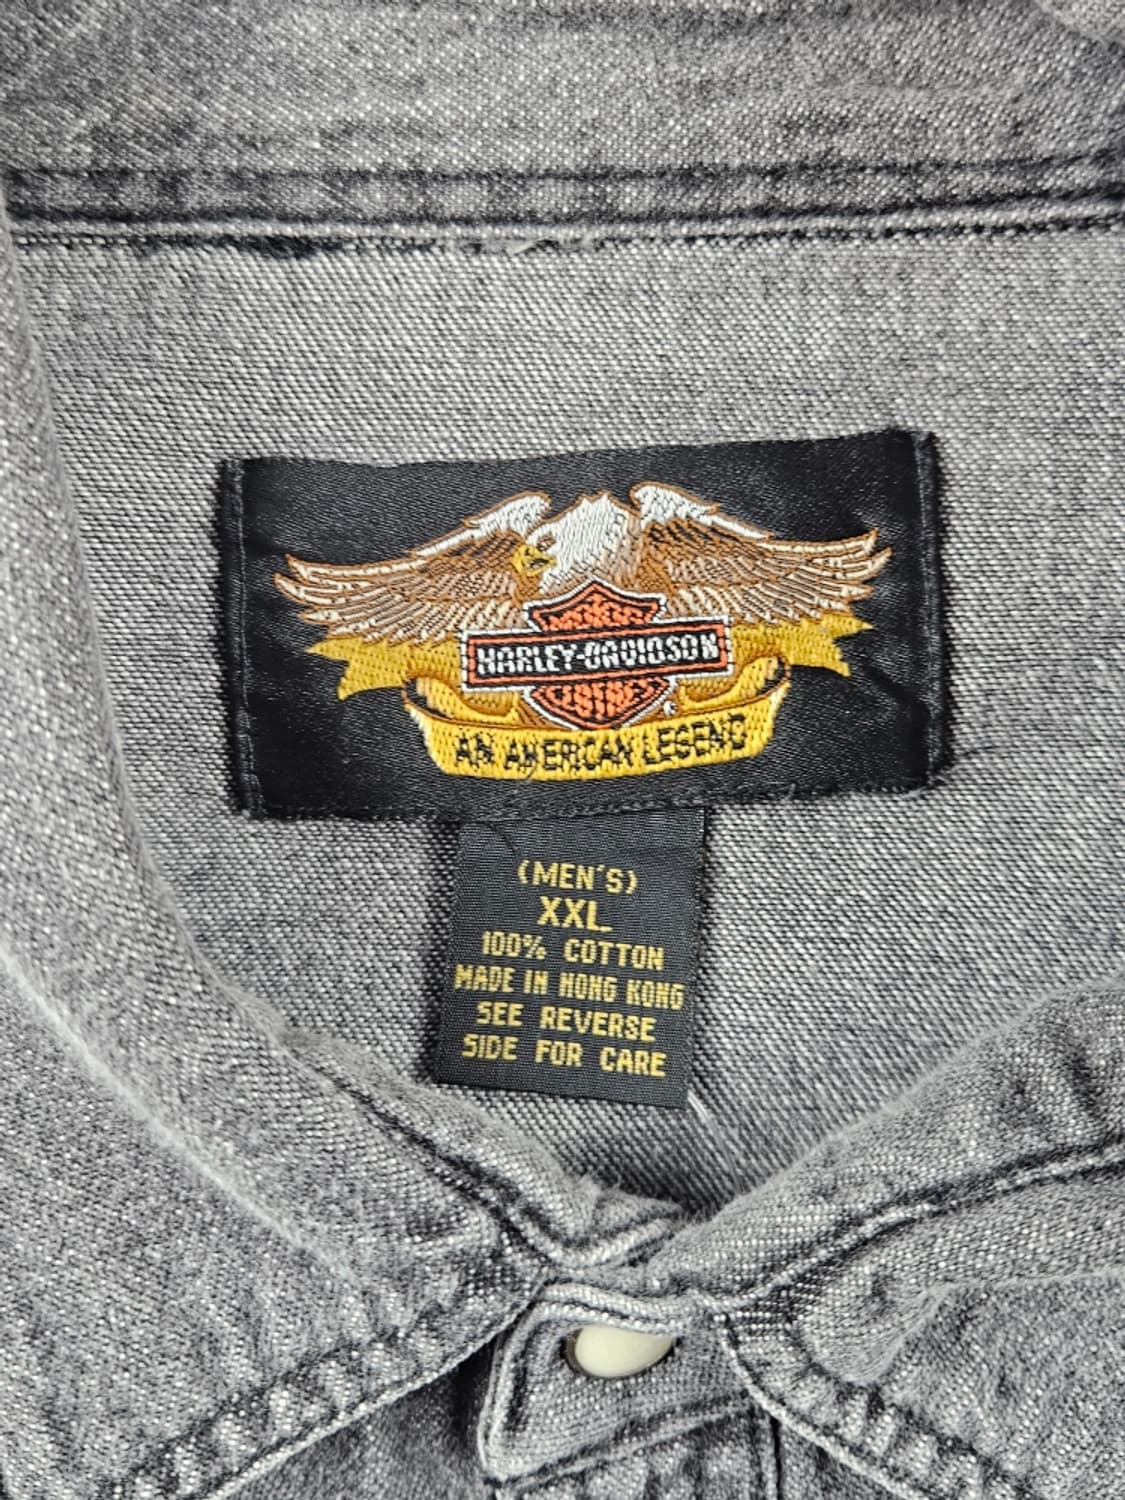 HARLEY-DAVIDSON
®
AN AMERICAN LEGEND
(MEN'S)
XXL
100% COTTON
MADE IN HONG KONG
SEE REVERSE
SIDE FOR CARE